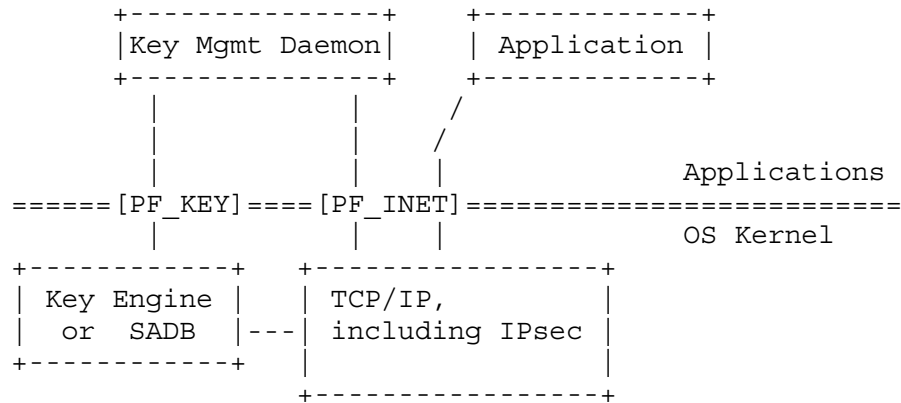 Key Mgmt Daemon Application
Applications
======[PF_KEY]====[PF_INET]==========================
OS Kernel
Key Engine TCP/IP,
or SADB including IPsec